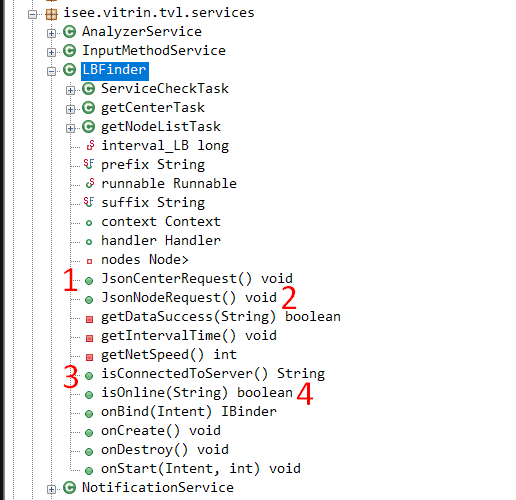 isee.vitrin.tvl.services
AnalyzerService
InputMethodService
LBFinder
ServiceCheckTask
getCenterTask
getNodeListTask
interval_LB long
prefix String
runnable Runnable
suffix String
context Context
handler Handler
nodes Node>
1 JsonCenterRequest() void
JsonNodeRequest() void 2
getDataSuccess(String) boolean
getIntervalTime() void
getNetSpeed() int
3 isConnectedToServer() String
isOnline(String) boolean 4
onBind(Intent) IBinder
onCreate() void
onDestroy() void
onStart(Intent, int) void
NotificationService